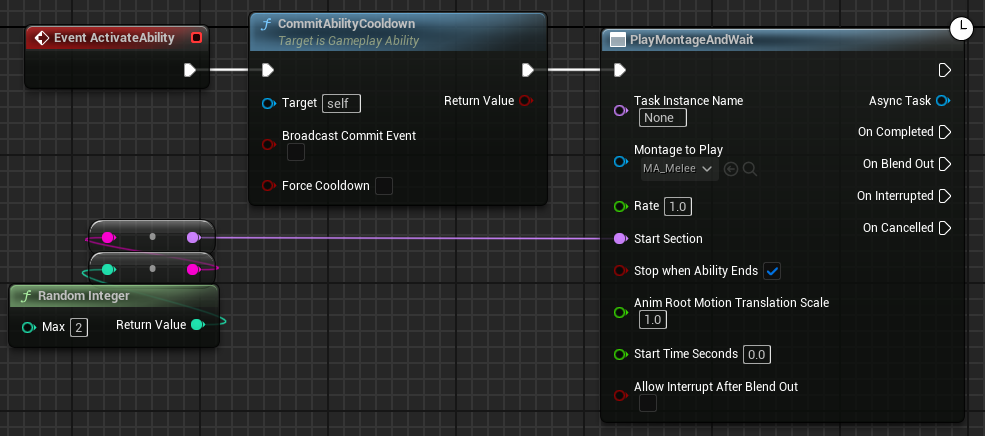 Event ActivateAbility
CommitAbilityCooldown
Target is Gameplay Ability
Target self
Return Value
Broadcast Commit Event
Force Cooldown
PlayMontageAndWait
Task Instance Name
None
Async Task
On Completed
Montage to Play
MA_Melee
On Blend Out
On Interrupted
Rate 1.0
On Cancelled
Start Section
Stop when Ability Ends
Anim Root Motion Translation Scale
1.0
Start Time Seconds 0.0
Allow Interrupt After Blend Out
Random Integer
Max 2
Return Value